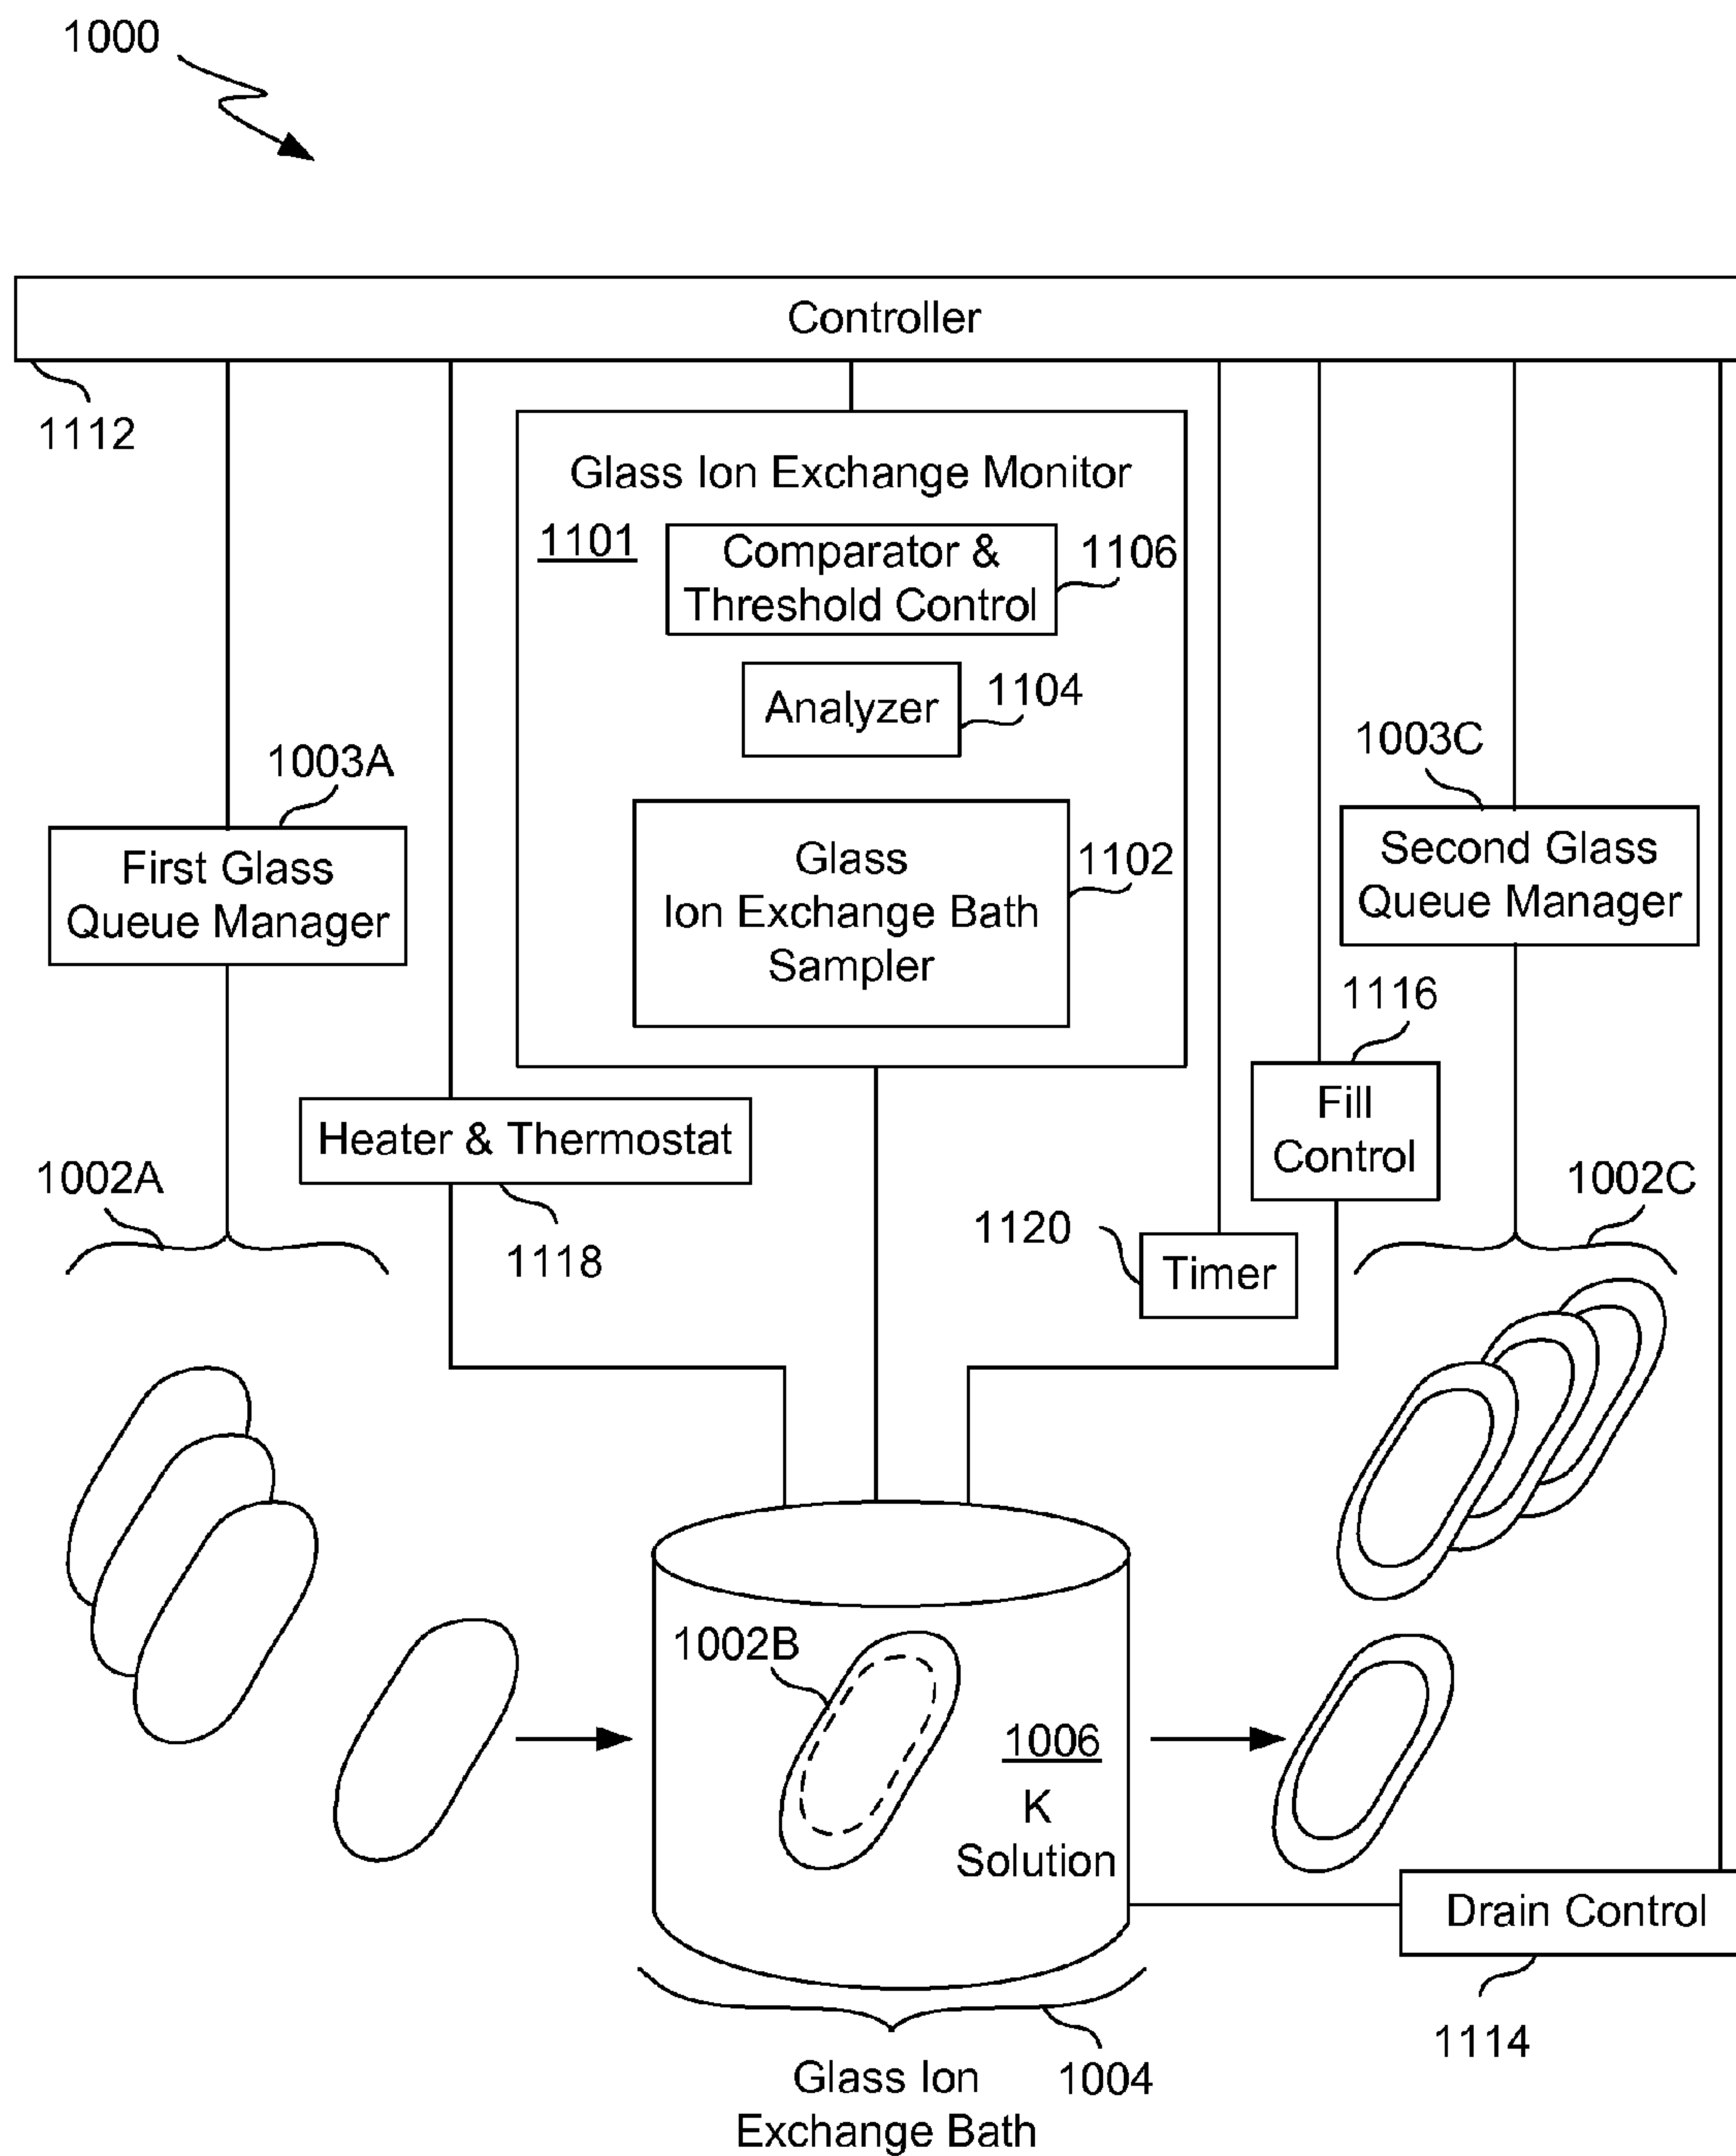 1000
Controller
1112
Glass Ion Exchange Monitor
1101
Comparator &
Threshold Control
1106
Analyzer
1104
1003A
1003C
First Glass
Queue Manager
Glass
Ion Exchange Bath
Sampler
1102
Second Glass
Queue Manager
1116
Fill
Control
Heater & Thermostat
1002A
1002C
1118
1120
Timer
1002B
1006
K
Solution
Drain Control
1114
Glass Ion
Exchange Bath
1004